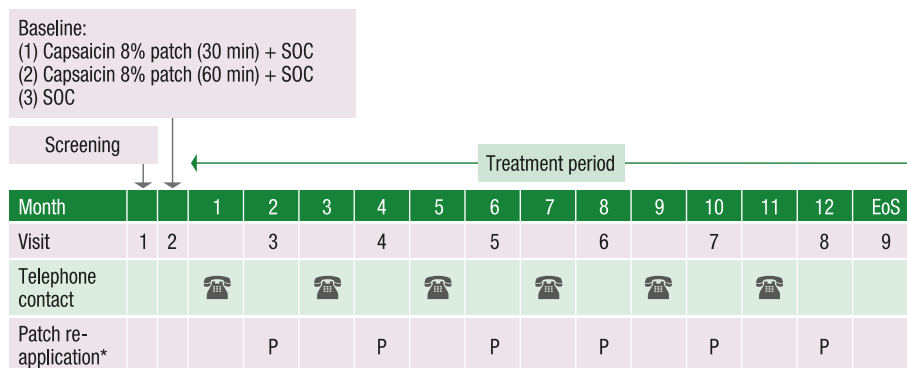 Baseline:
(1) Capsaicin 8% patch (30 min) + SOC
(2) Capsaicin 8% patch (60 min) + SOC
(3) SOC
Screening
Treatment period
Month 1 2 3 4 5 6 7 8 9 10 11 12 EoS
Visit 1 2 3 4 5 6 7 8 9
Telephone
contact
Patch re-
application* P P P P P P